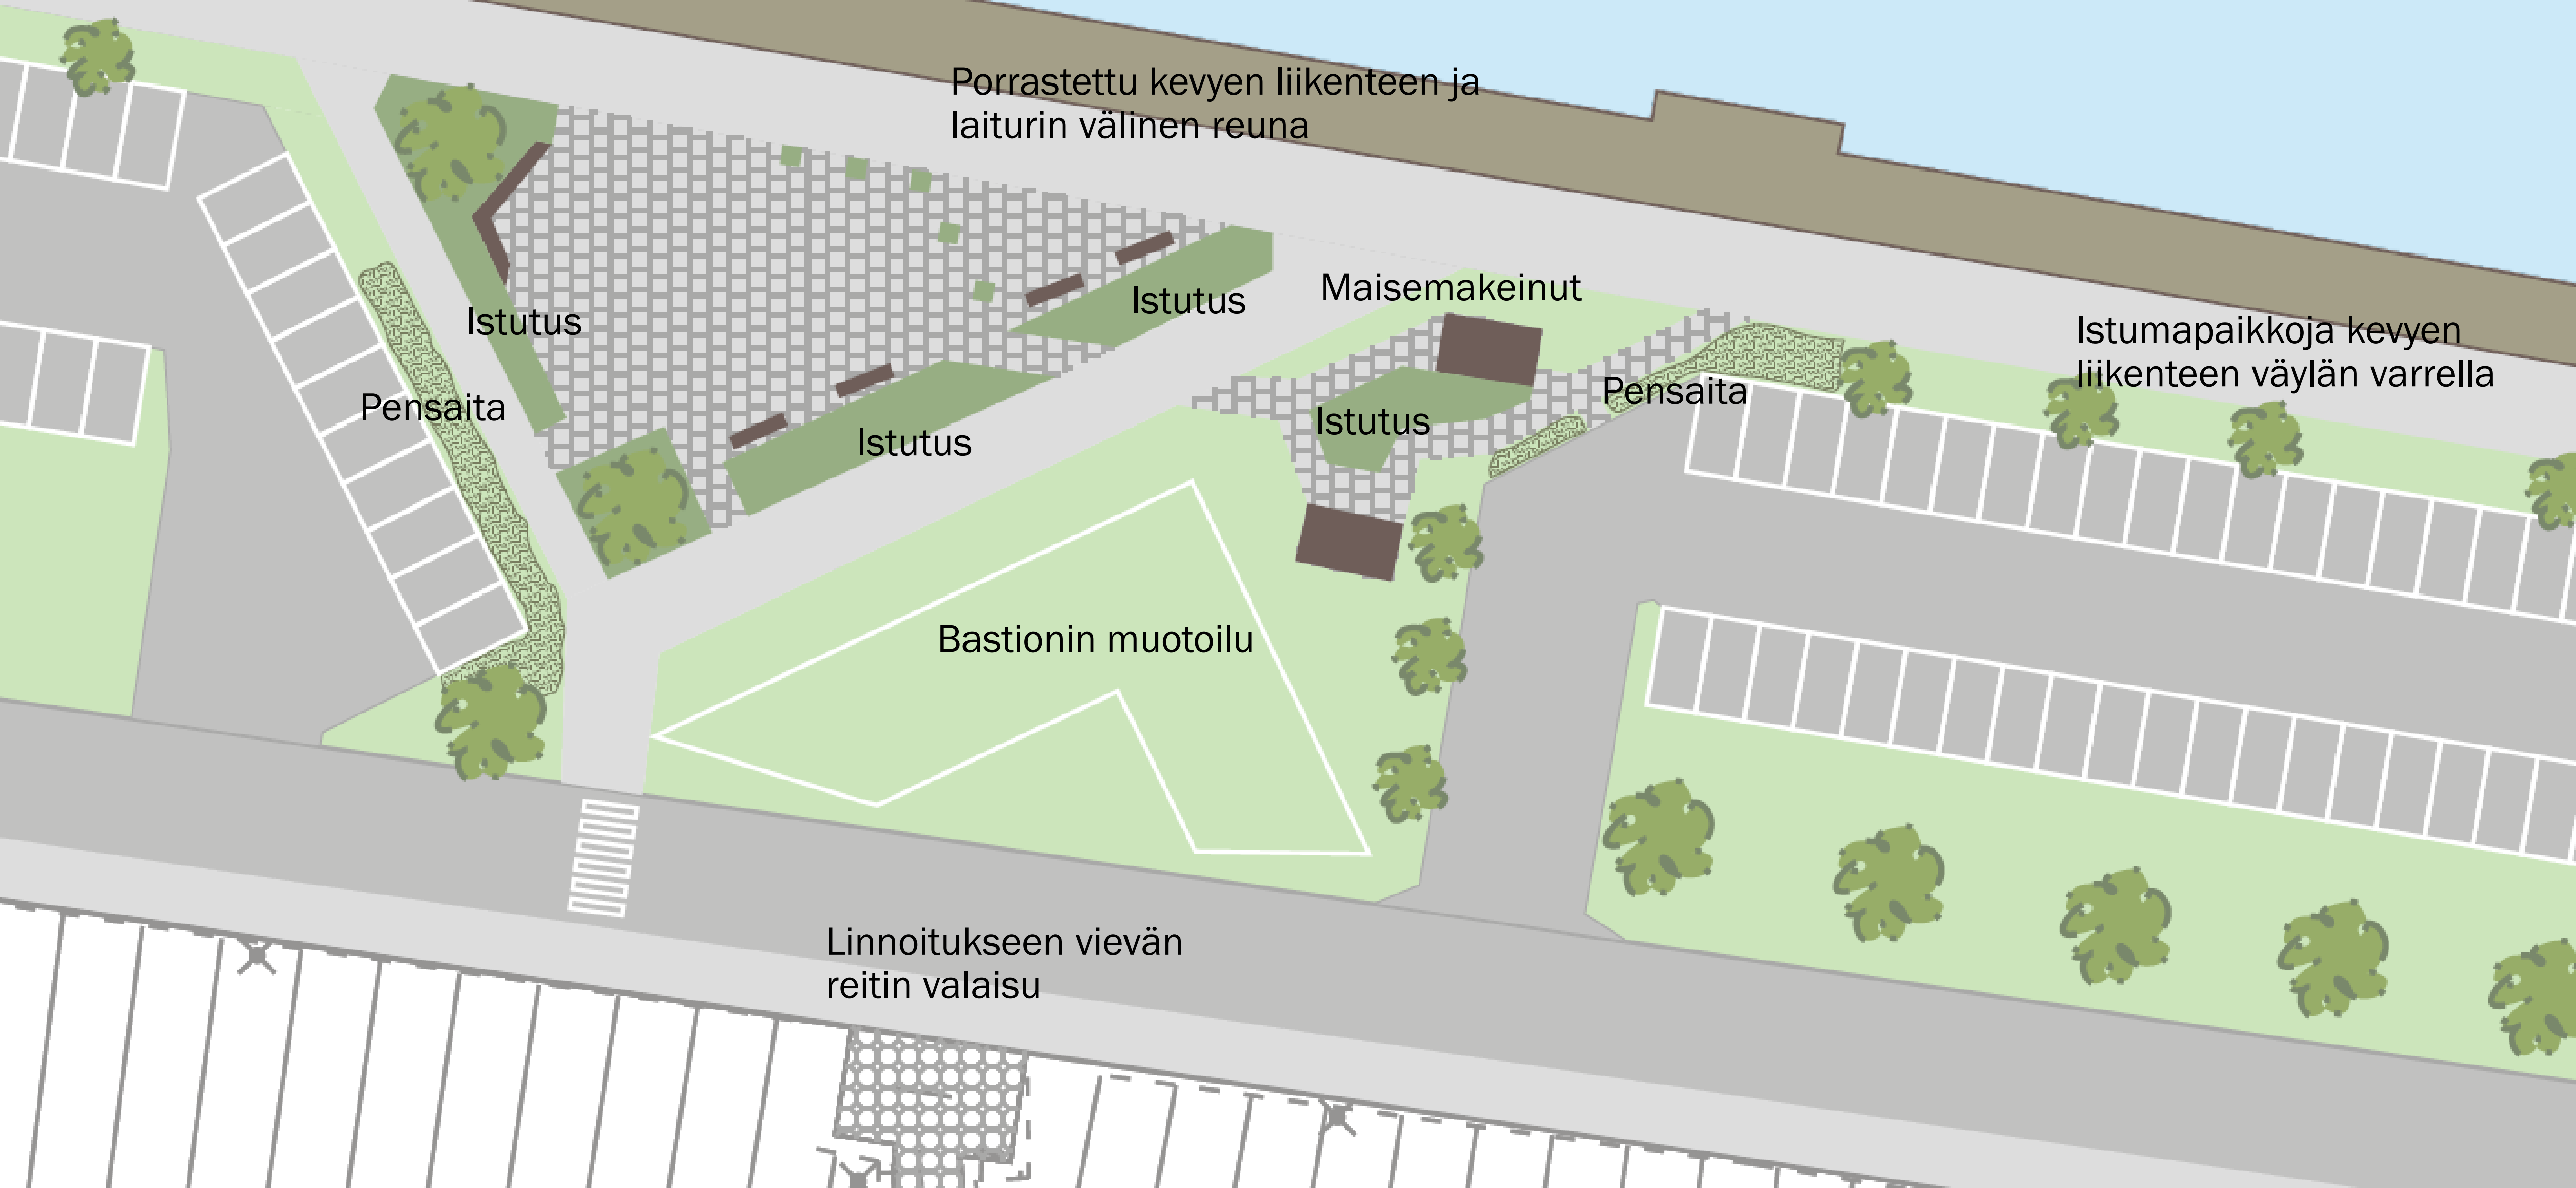 Porrastettu kevyen liikenteen ja
laiturin välinen reuna
Maisemakeinut
Istumapaikkoja kevyen
liikenteen väylän varrella
Istutus
Istutus
Pensaita
Pensaita
Istutus
Istutus
Bastionin muotoilu
Linnoitukseen vievän
reitin valaisu